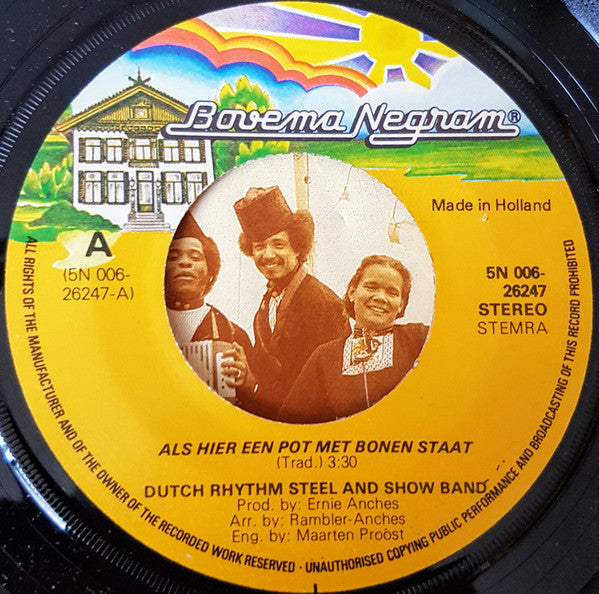 Bovema Negram®
Made in Holland
A
(5N 006-
26247-A)
5N 006-
26247
STEREO
STEMRA
ALS HIER EEN POT MET BONEN STAAT
(Trad.) 3:30
DUTCH RHYTHM STEEL AND SHOW BAND
Prod. by: Ernie Anches
Arr. by: Rambler-Anches
Eng. by: Maarten Proost
ALL RIGHTS OF THE MANUFACTURER AND OF THE OWNER OF THE RECORDED WORK RESERVED · UNAUTHORISED COPYING PUBLIC PERFORMANCE AND BROADCASTING OF THIS RECORD PROHIBITED